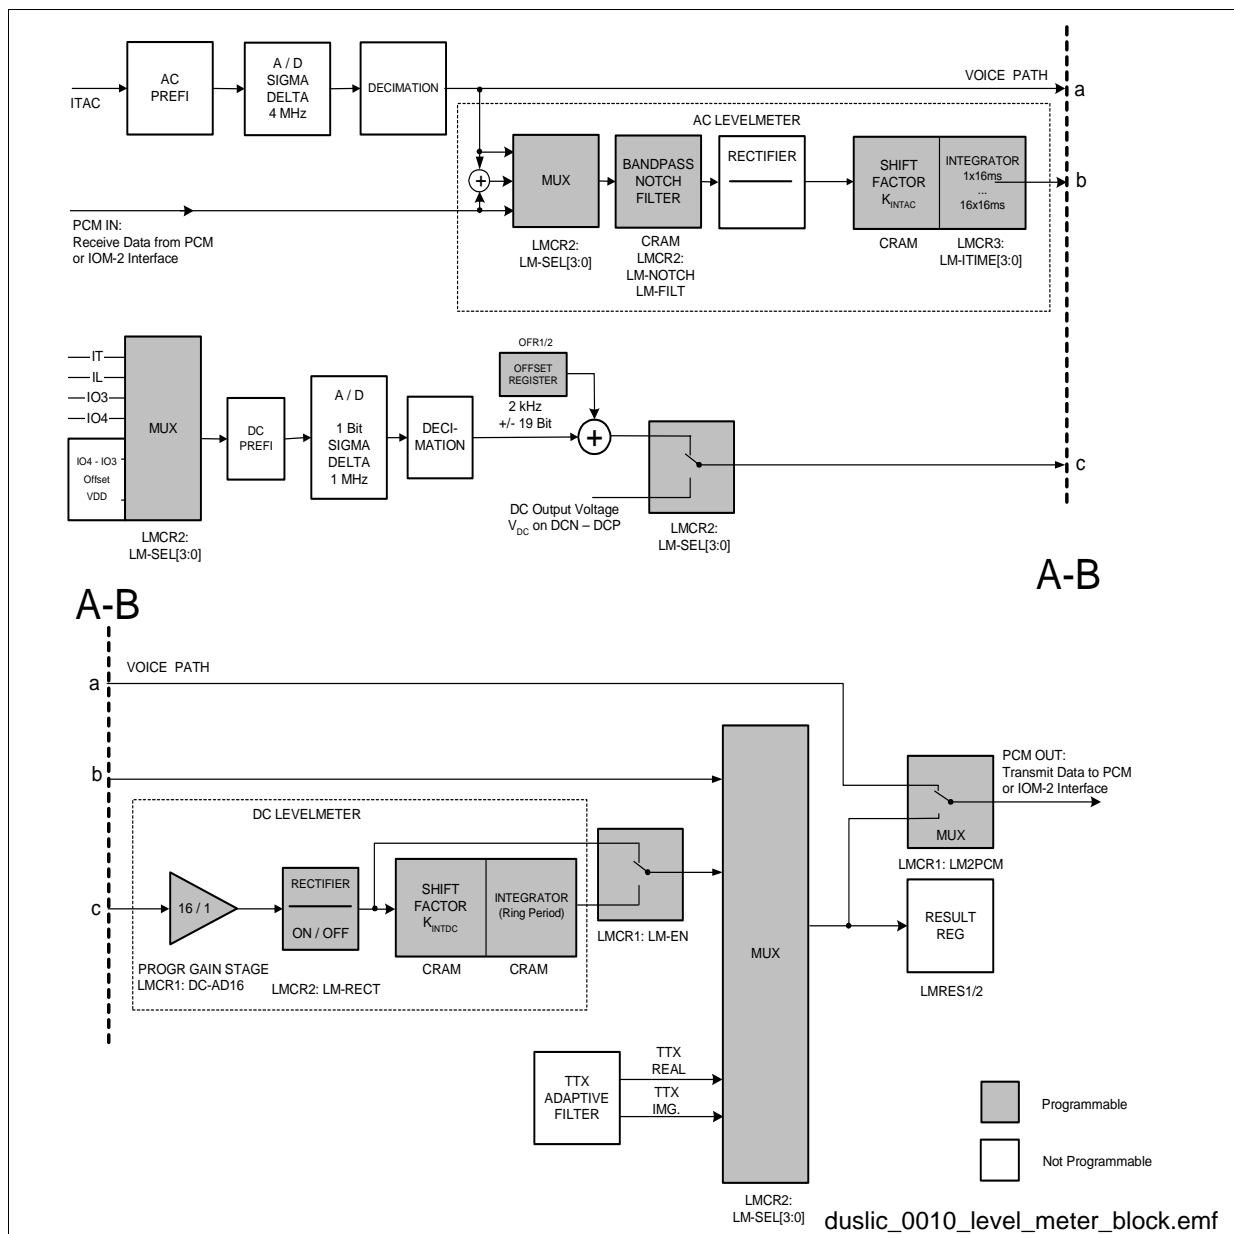 ITAC
AC
PREFI
A / D
SIGMA
DELTA
4 MHz
DECIMATION
VOICE PATH
a
AC LEVELMETER
MUX
BANDPASS
NOTCH
FILTER
RECTIFIER
SHIFT
FACTOR
KINTAC
INTEGRATOR
1x16ms
...
16x16ms
b
+
PCM IN:
Receive Data from PCM
or IOM-2 Interface
LMCR2:
LM-SEL[3:0]
CRAM
LMCR2:
LM-NOTCH
LM-FILT
CRAM
LMCR3:
LM-ITIME[3:0]
IT
IL
IO3
IO4
IO4 - IO3
Offset
VDD
MUX
LMCR2:
LM-SEL[3:0]
DC
PREFI
A / D
1 Bit
SIGMA
DELTA
1 MHz
DECI-
MATION
OFR1/2
OFFSET
REGISTER
2 kHz
+/- 19 Bit
+
DC Output Voltage
VDC on DCN – DCP
LMCR2:
LM-SEL[3:0]
c
A-B
A-B
VOICE PATH
a
b
c
DC LEVELMETER
16 / 1
PROGR GAIN STAGE
LMCR1: DC-AD16
RECTIFIER
ON / OFF
LMCR2: LM-RECT
SHIFT
FACTOR
KINTDC
INTEGRATOR
(Ring Period)
CRAM
CRAM
LMCR1: LM-EN
MUX
LMCR2:
LM-SEL[3:0]
PCM OUT:
Transmit Data to PCM
or IOM-2 Interface
MUX
LMCR1: LM2PCM
RESULT
REG
LMRES1/2
TTX
ADAPTIVE
FILTER
TTX
REAL
TTX
IMG.
Programmable
Not Programmable
duslic_0010_level_meter_block.emf